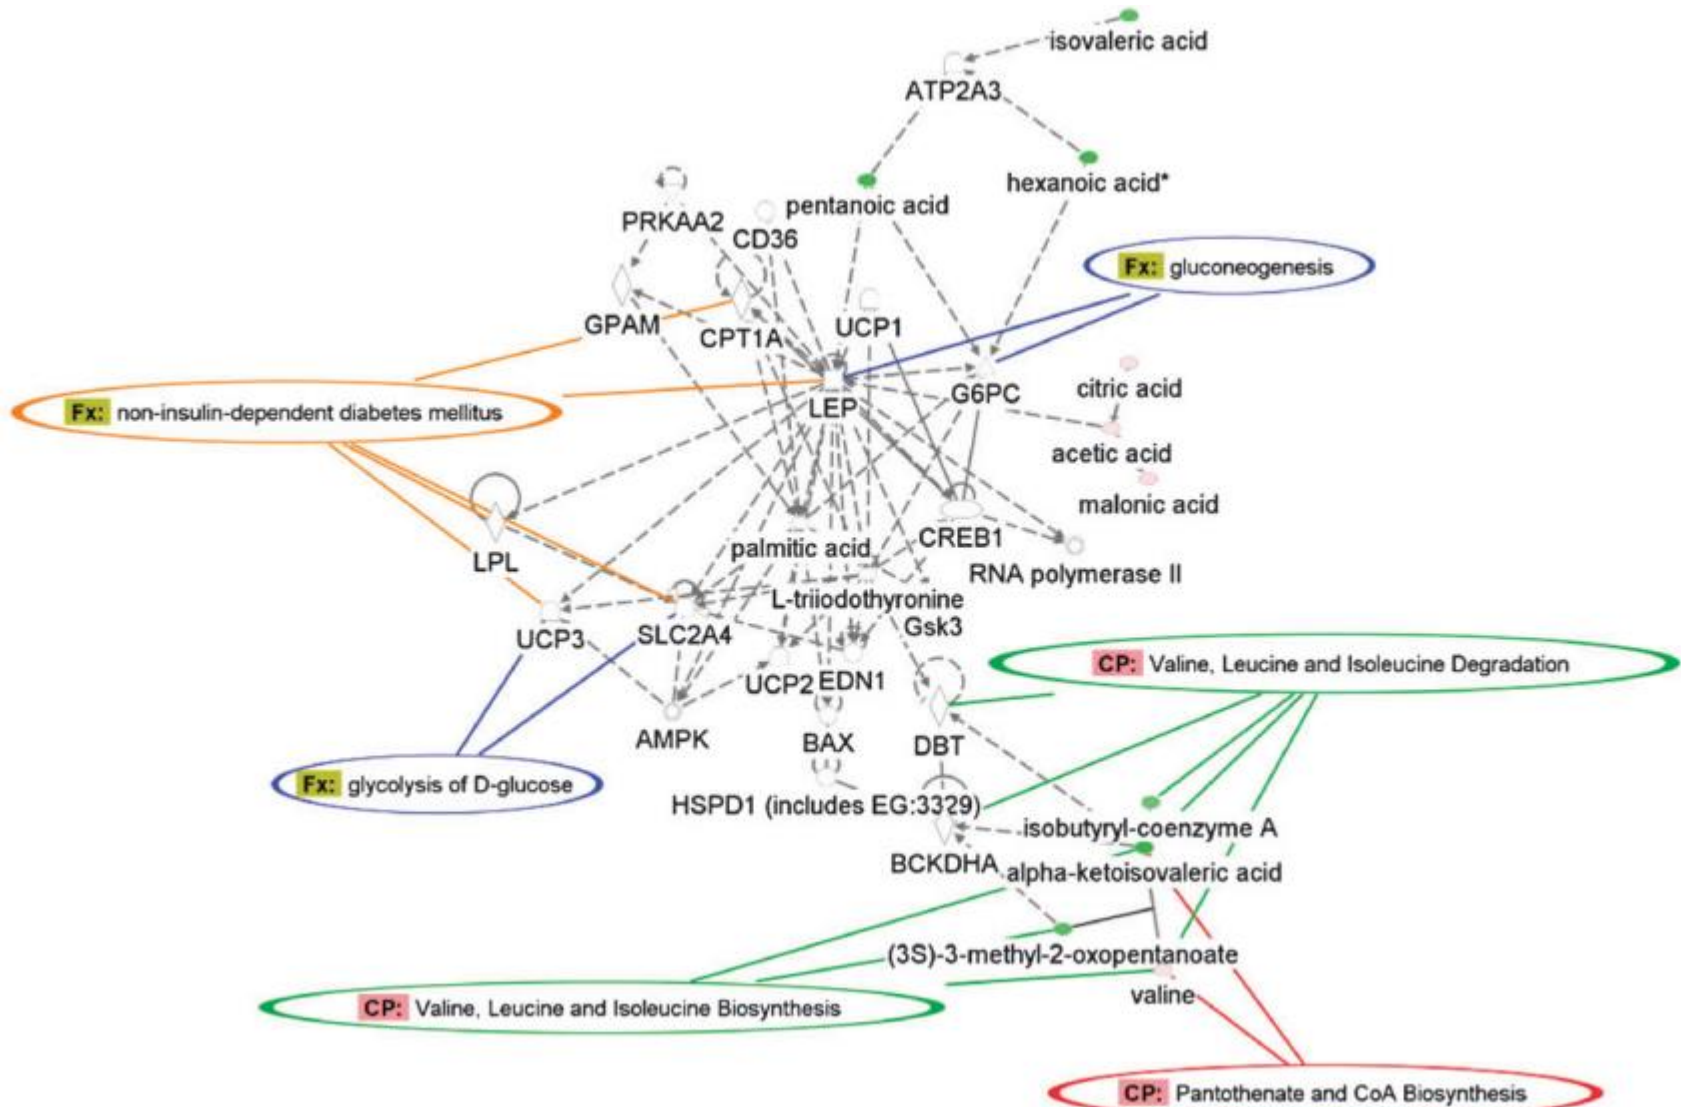 isovaleric acid
ATP2A3
hexanoic acid*
pentanoic acid
PRKAA2
CD36
Fx: gluconeogenesis
GPAM
CPT1A
UCP1
citric acid
G6PC
LEP
Fx: non-insulin-dependent diabetes mellitus
acetic acid
malonic acid
CREB1
palmitic acid
LPL
RNA polymerase II
L-triiodothyronine
Gsk3
UCP3
SLC2A4
CP: Valine, Leucine and Isoleucine Degradation
UCP2
EDN1
AMPK
BAX
DBT
Fx: glycolysis of D-glucose
HSPD1 (includes EG:3329)
isobutyryl-coenzyme A
BCKDHA
alpha-ketoisovaleric acid
(3S)-3-methyl-2-oxopentanoate
valine
CP: Valine, Leucine and Isoleucine Biosynthesis
CP: Pantothenate and CoA Biosynthesis